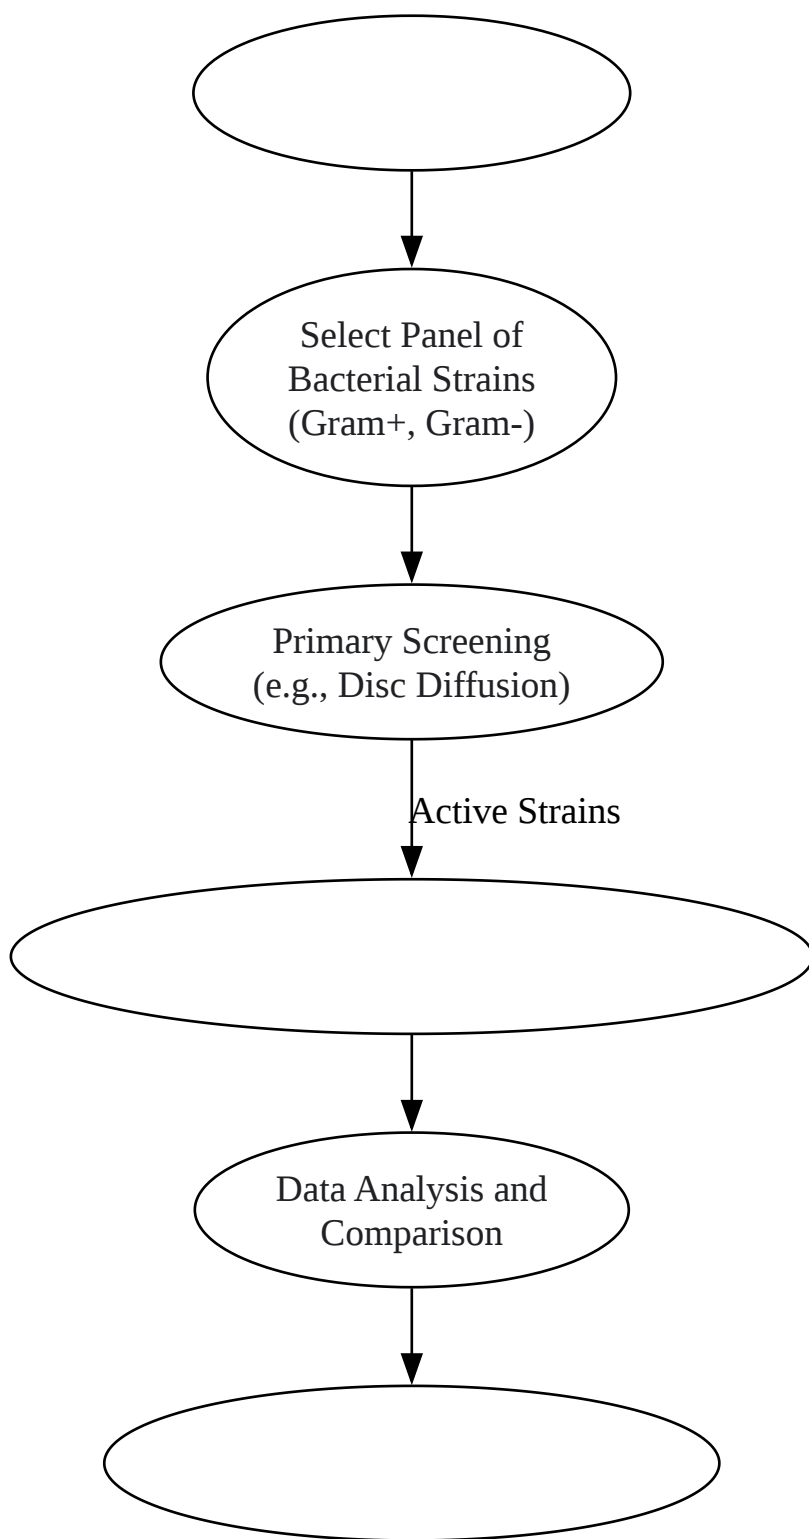 Select Panel of
Bacterial Strains
(Gram+, Gram-)
Primary Screening
(e.g., Disc Diffusion)
Active Strains
Data Analysis and
Comparison